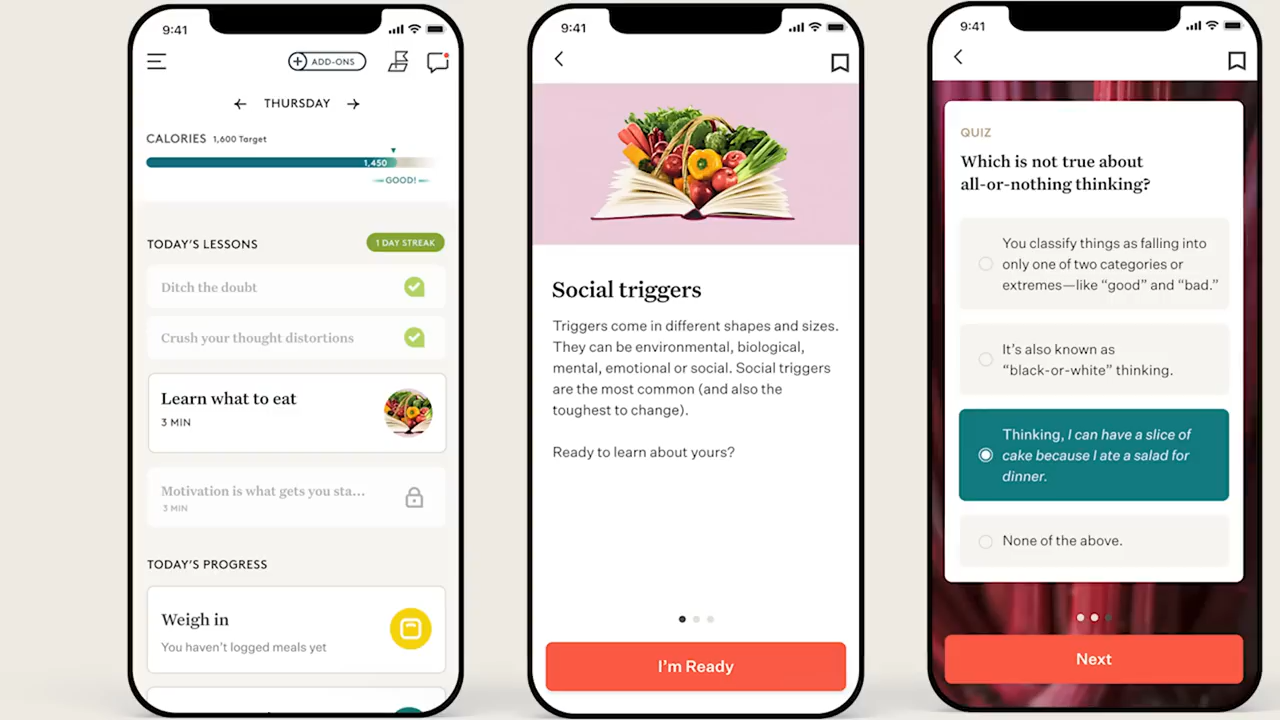 9:41
ADD-ONS
THURSDAY
CALORIES 1,600 Target
1,450
GOOD!
TODAY'S LESSONS
1 DAY STREAK
Ditch the doubt
Crush your thought distortions
Learn what to eat
3 MIN
Motivation is what gets you sta...
3 MIN
TODAY'S PROGRESS
Weigh in
You haven't logged meals yet
9:41
Social triggers
Triggers come in different shapes and sizes.
They can be environmental, biological,
mental, emotional or social. Social triggers
are the most common (and also the
toughest to change).
Ready to learn about yours?
I'm Ready
9:41
QUIZ
Which is not true about
all-or-nothing thinking?
You classify things as falling into
only one of two categories or
extremes—like “good” and “bad.”
It's also known as
“black-or-white” thinking.
Thinking, I can have a slice of
cake because I ate a salad for
dinner.
None of the above.
Next